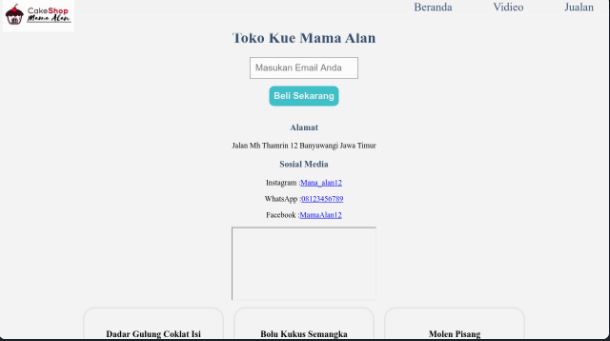 CakeShop
Mama Alan
Beranda Vidieo Jualan
Toko Kue Mama Alan
Masukan Email Anda
Beli Sekarang
Alamat
Jalan Mh Thamrin 12 Banyuwangi Jawa Timur
Sosial Media
Instagram :Mana_alan12
WhatsApp :08123456789
Facebook :MamaAlan12
Dadar Gulung Coklat Isi Bolu Kukus Semangka Molen Pisang